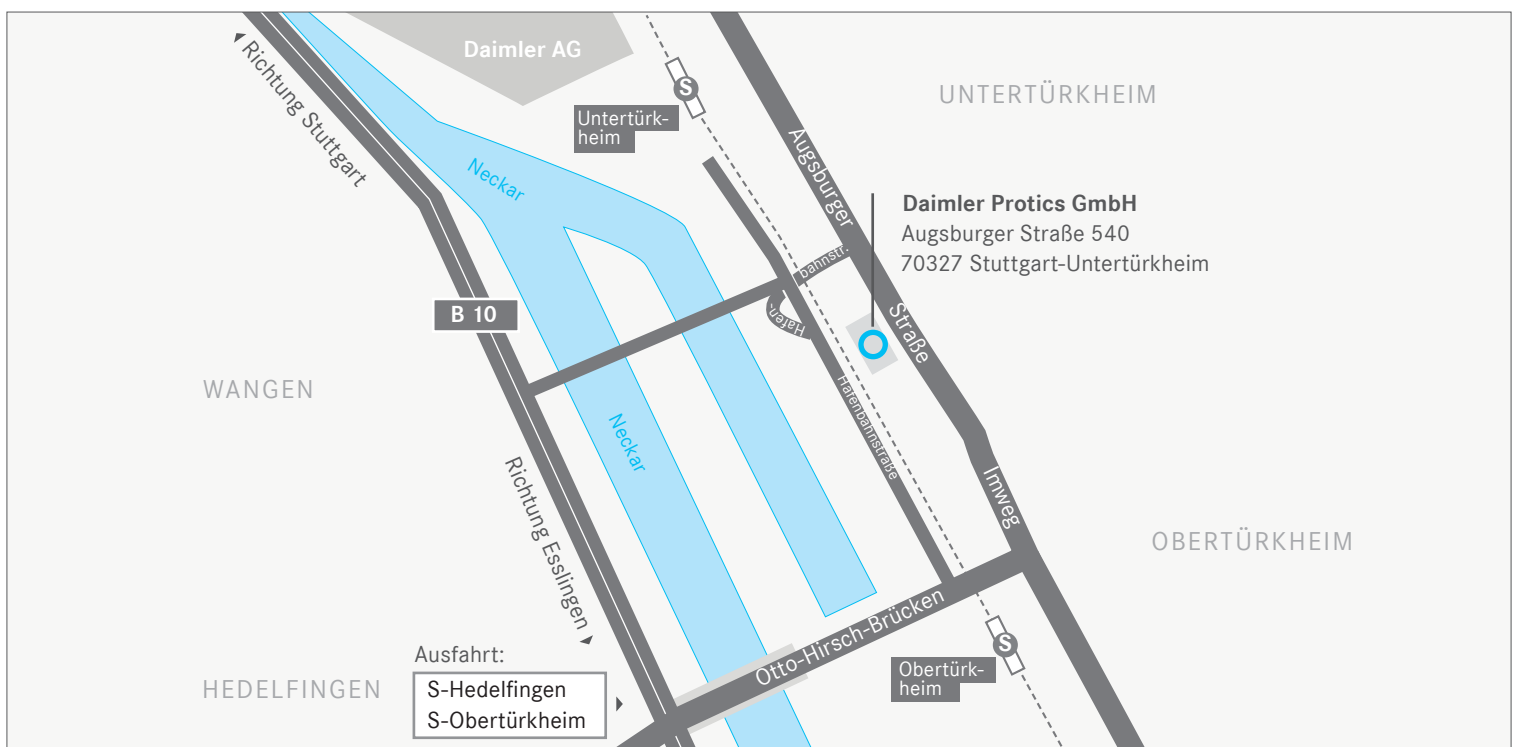 Daimler AG
Richtung Stuttgart
S
Untertürk-
heim
UNTERTÜRKHEIM
Neckar
Augsburger
Straße
Daimler Protics GmbH
Augsburger Straße 540
70327 Stuttgart-Untertürkheim
bahnstr.
Hafen-
B 10
WANGEN
Neckar
Hafenbahnstraße
Richtung Esslingen
Imweg
OBERTÜRKHEIM
Otto-Hirsch-Brücken
S
Obertürk-
heim
HEDELFINGEN
Ausfahrt:
S-Hedelfingen
S-Obertürkheim